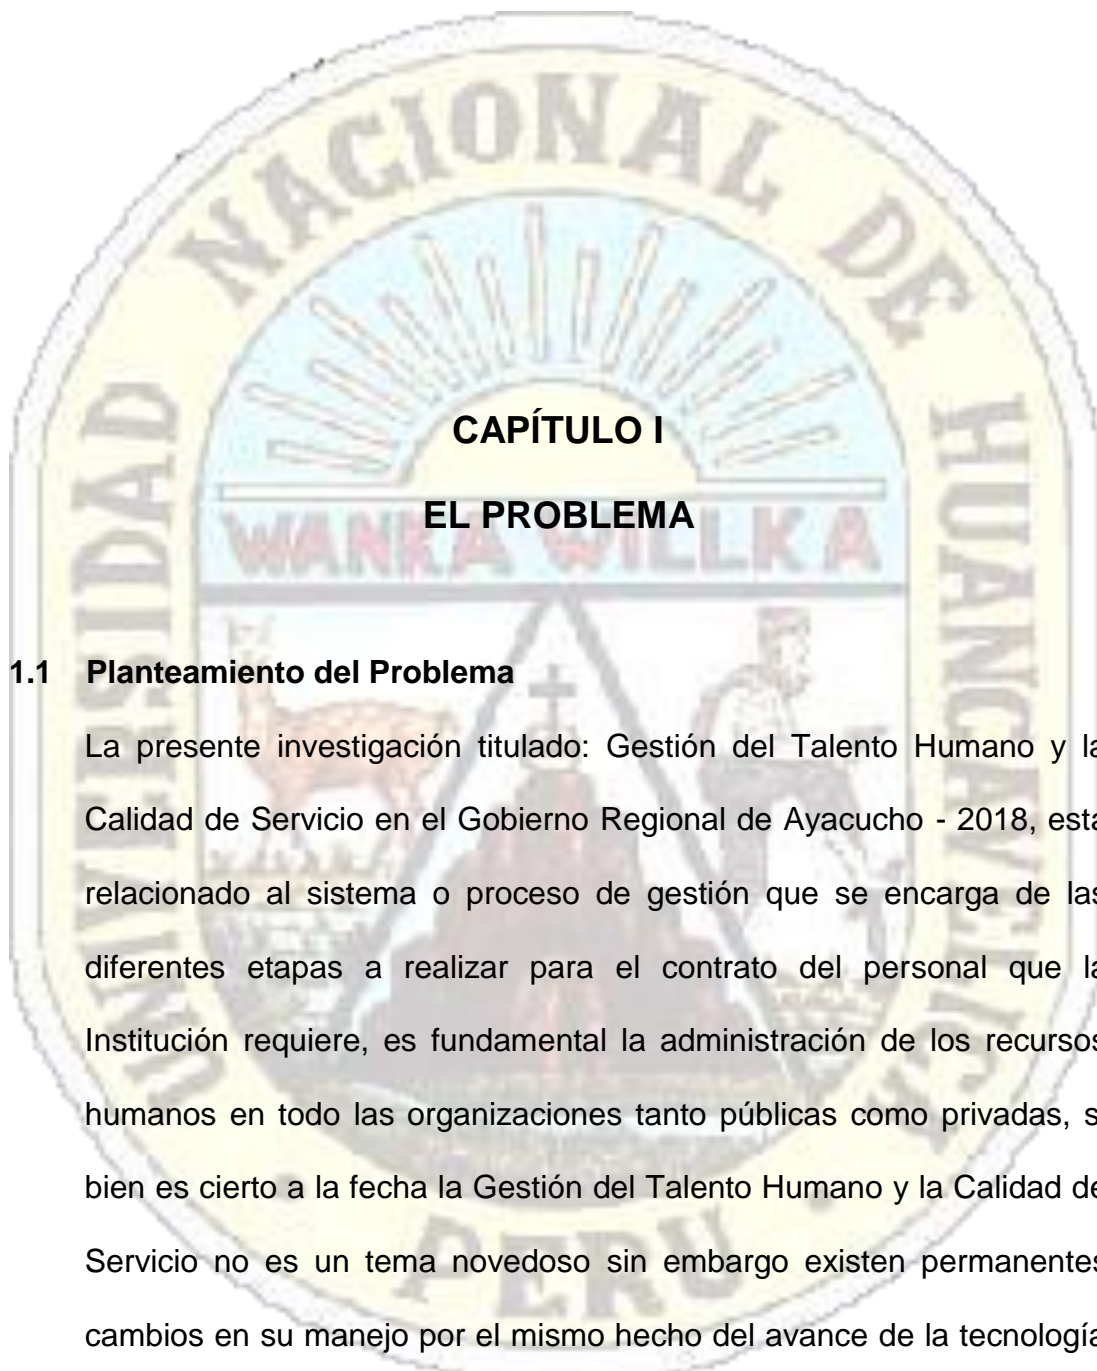 UNIVERSIDAD NACIONAL DE HUANCAVELICA
CAPÍTULO I
EL PROBLEMA
WANKA WILLKA
1.1 Planteamiento del Problema
La presente investigación titulado: Gestión del Talento Humano y la
Calidad de Servicio en el Gobierno Regional de Ayacucho - 2018, esta
relacionado al sistema o proceso de gestión que se encarga de las
diferentes etapas a realizar para el contrato del personal que la
Institución requiere, es fundamental la administración de los recursos
humanos en todo las organizaciones tanto públicas como privadas, si
bien es cierto a la fecha la Gestión del Talento Humano y la Calidad de
Servicio no es un tema novedoso sin embargo existen permanentes
cambios en su manejo por el mismo hecho del avance de la tecnología
PERU